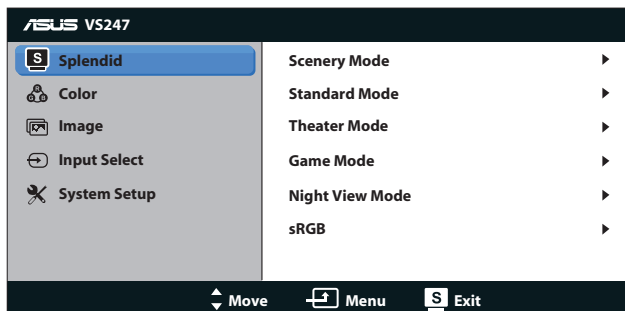 ASUS VS247
S Splendid
Color
Image
Input Select
System Setup
Scenery Mode
Standard Mode
Theater Mode
Game Mode
Night View Mode
sRGB
Move Menu S Exit